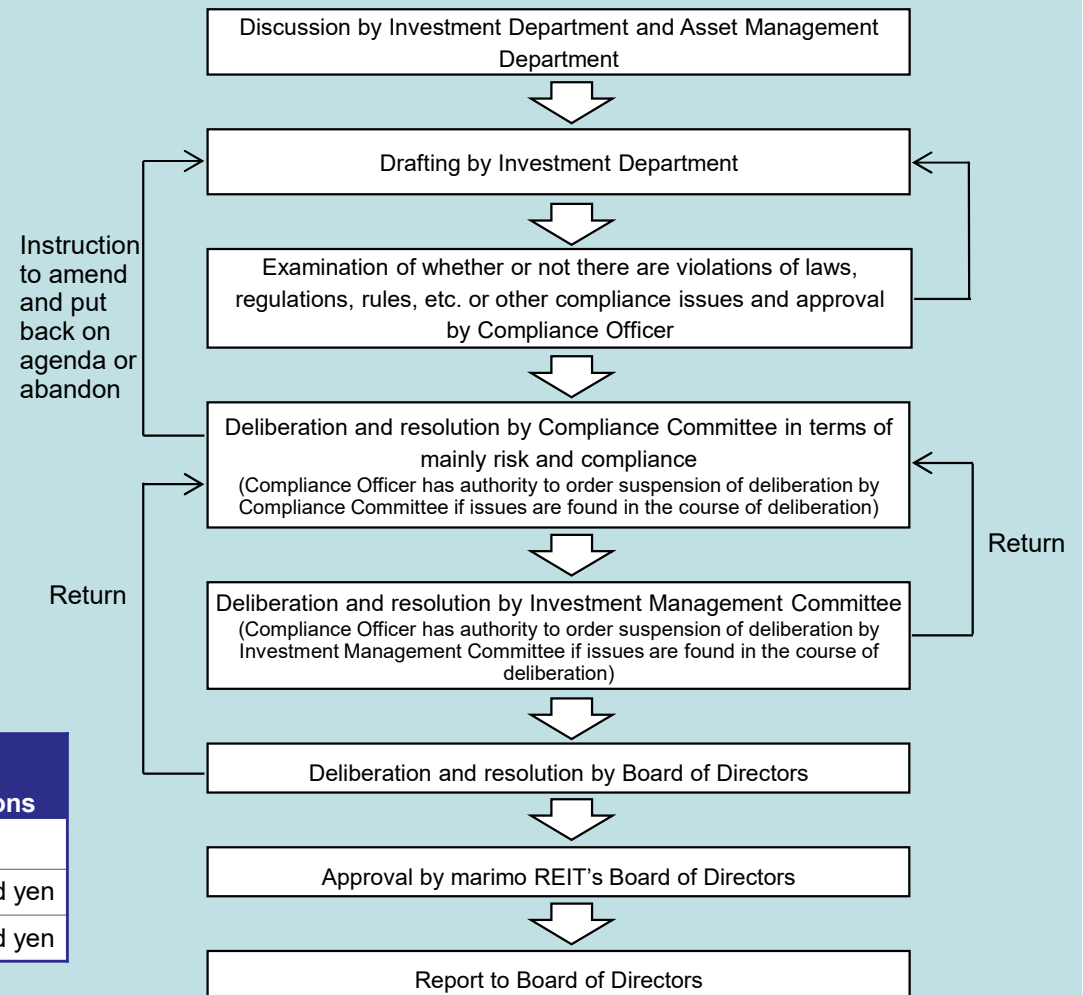 Discussion by Investment Department and Asset Management
Department
Drafting by Investment Department
Instruction
to amend
and put
back on
agenda or
abandon
Examination of whether or not there are violations of laws,
regulations, rules, etc. or other compliance issues and approval
by Compliance Officer
Deliberation and resolution by Compliance Committee in terms of
mainly risk and compliance
(Compliance Officer has authority to order suspension of deliberation by
Compliance Committee if issues are found in the course of deliberation)
Return
Return
Deliberation and resolution by Investment Management Committee
(Compliance Officer has authority to order suspension of deliberation by
Investment Management Committee if issues are found in the course of
deliberation)
Deliberation and resolution by Board of Directors
ons
yen
yen
Approval by marimo REIT's Board of Directors
Report to Board of Directors